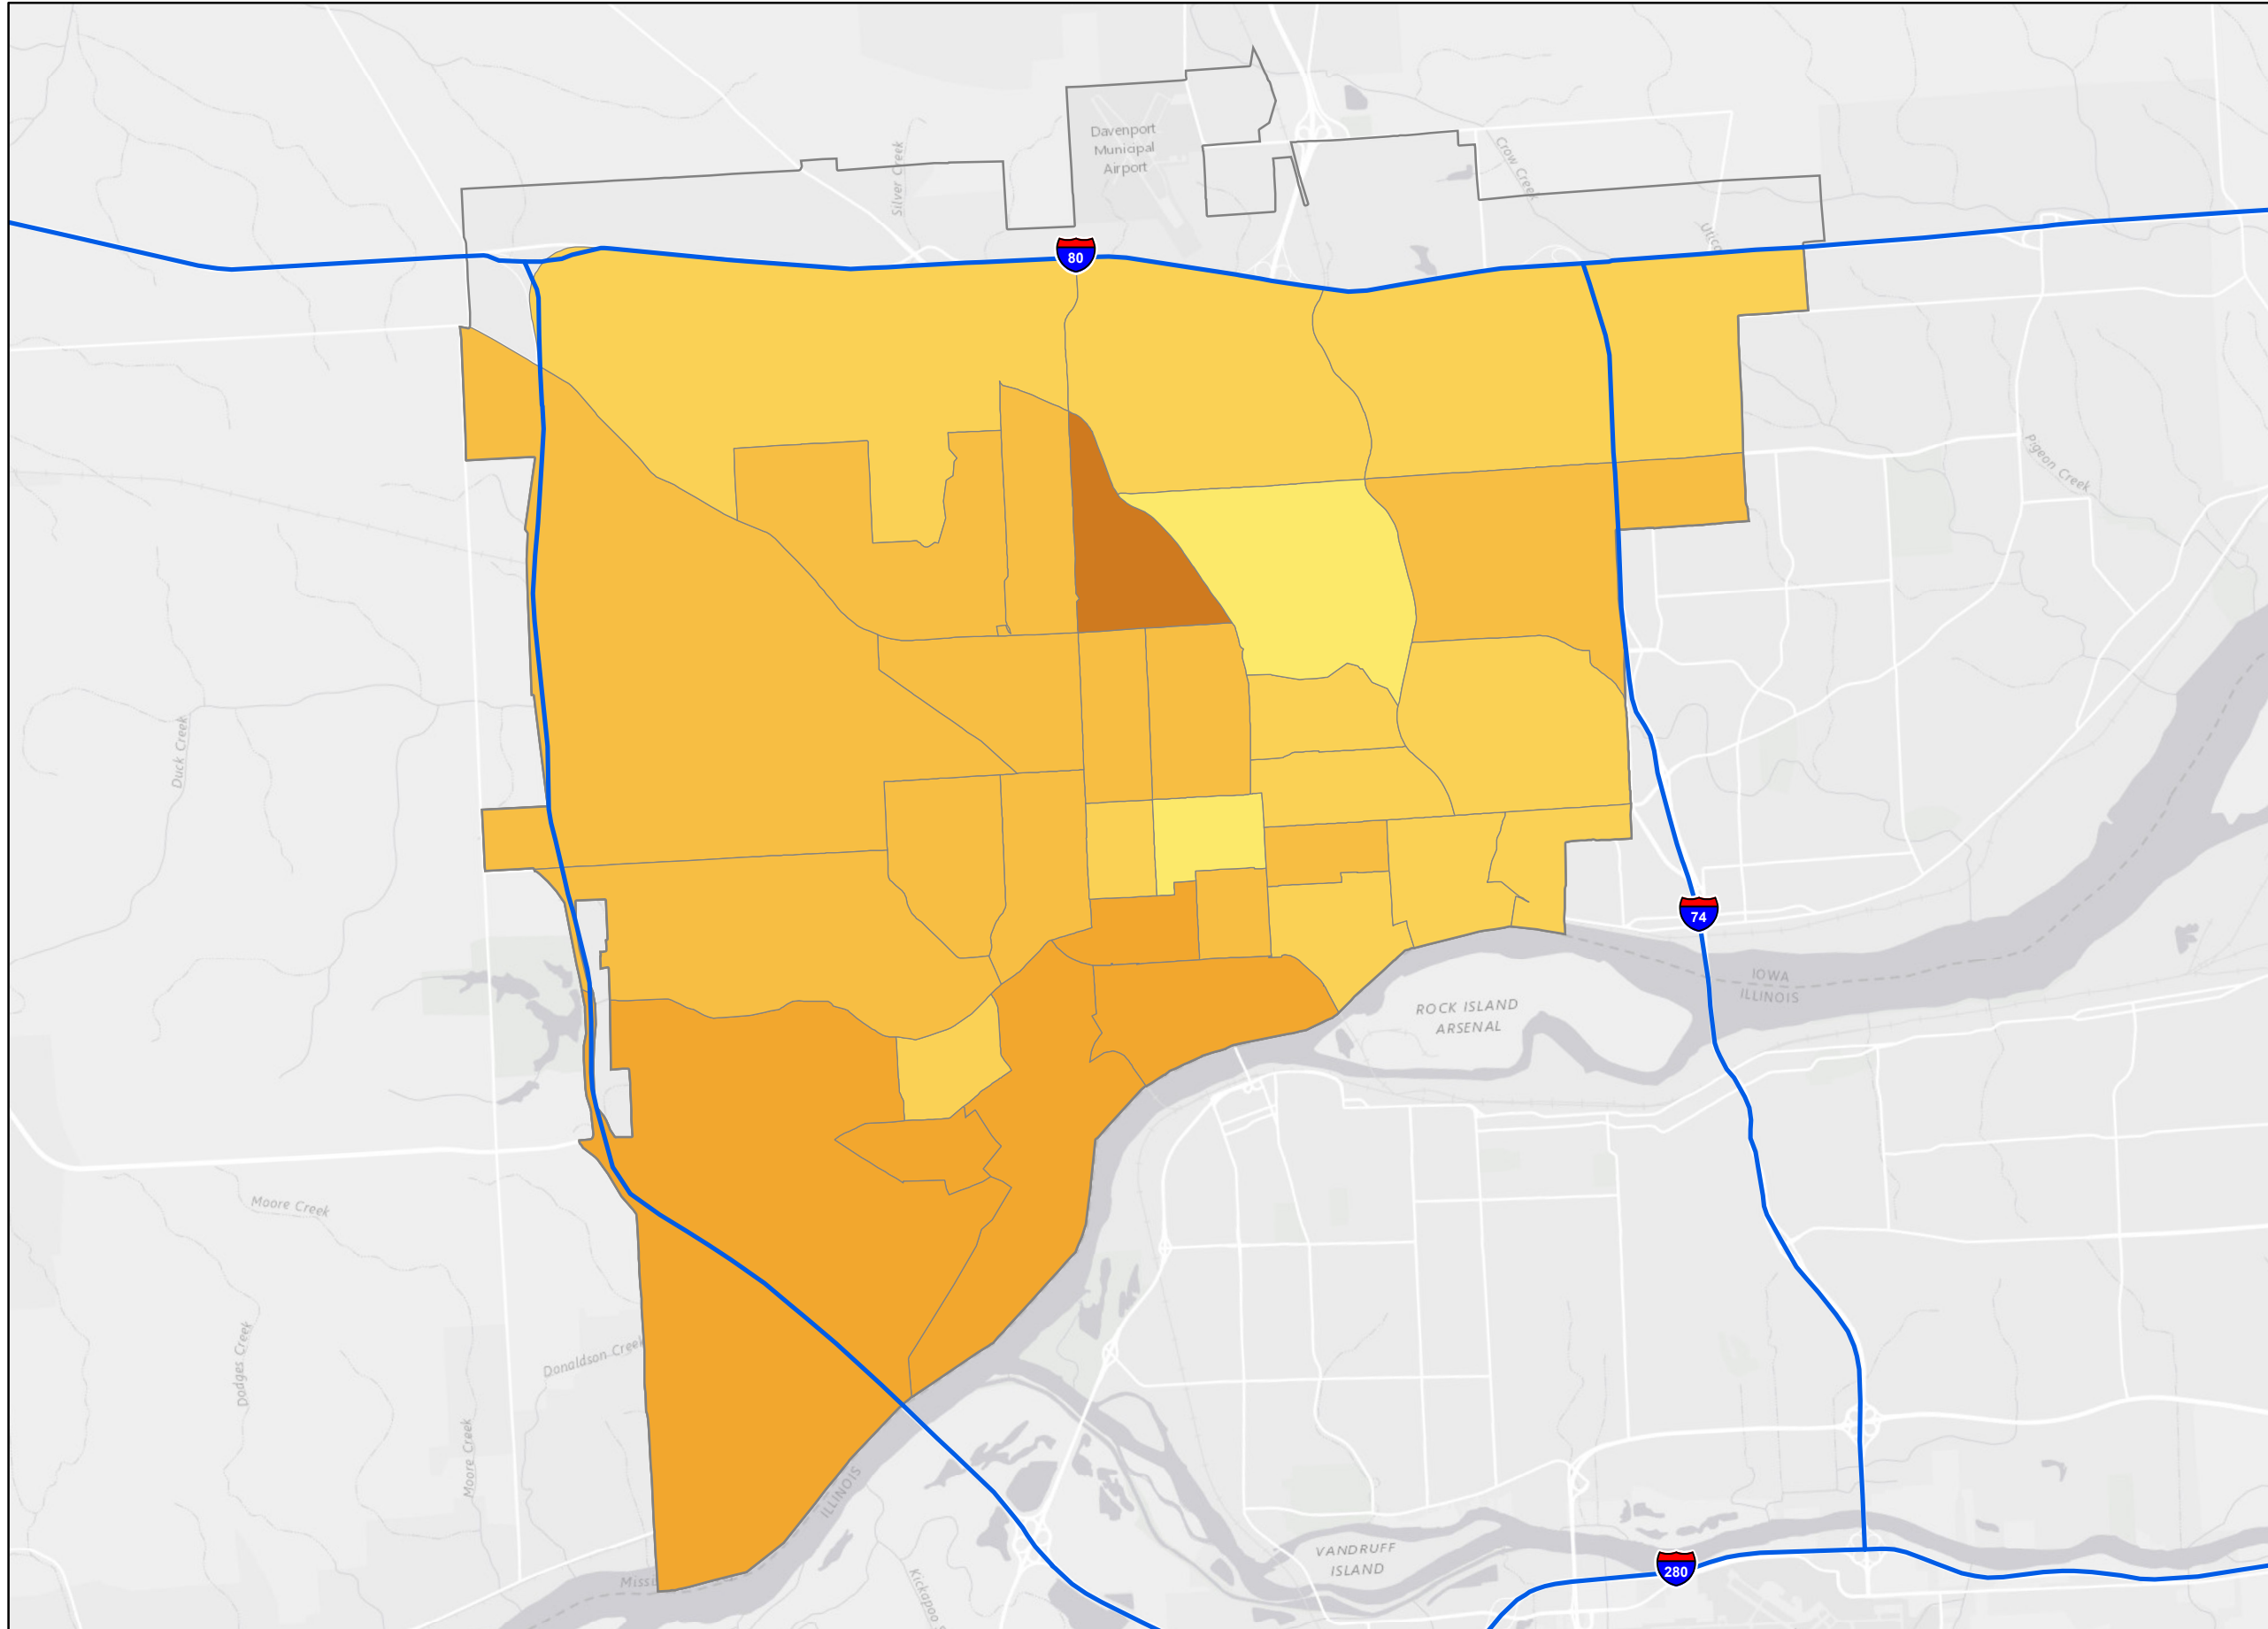 Davenport
Municipal
Airport
Silver Creek
Crow Creek
80
Pigeon Creek
Duck Creek
74
IOWA
ILLINOIS
ROCK ISLAND
ARSENAL
Moore Creek
Dodges Creek
Donaldson Creek
Moore Creek
ILLINOIS
VANDRUFF
ISLAND
280
Kickapoo